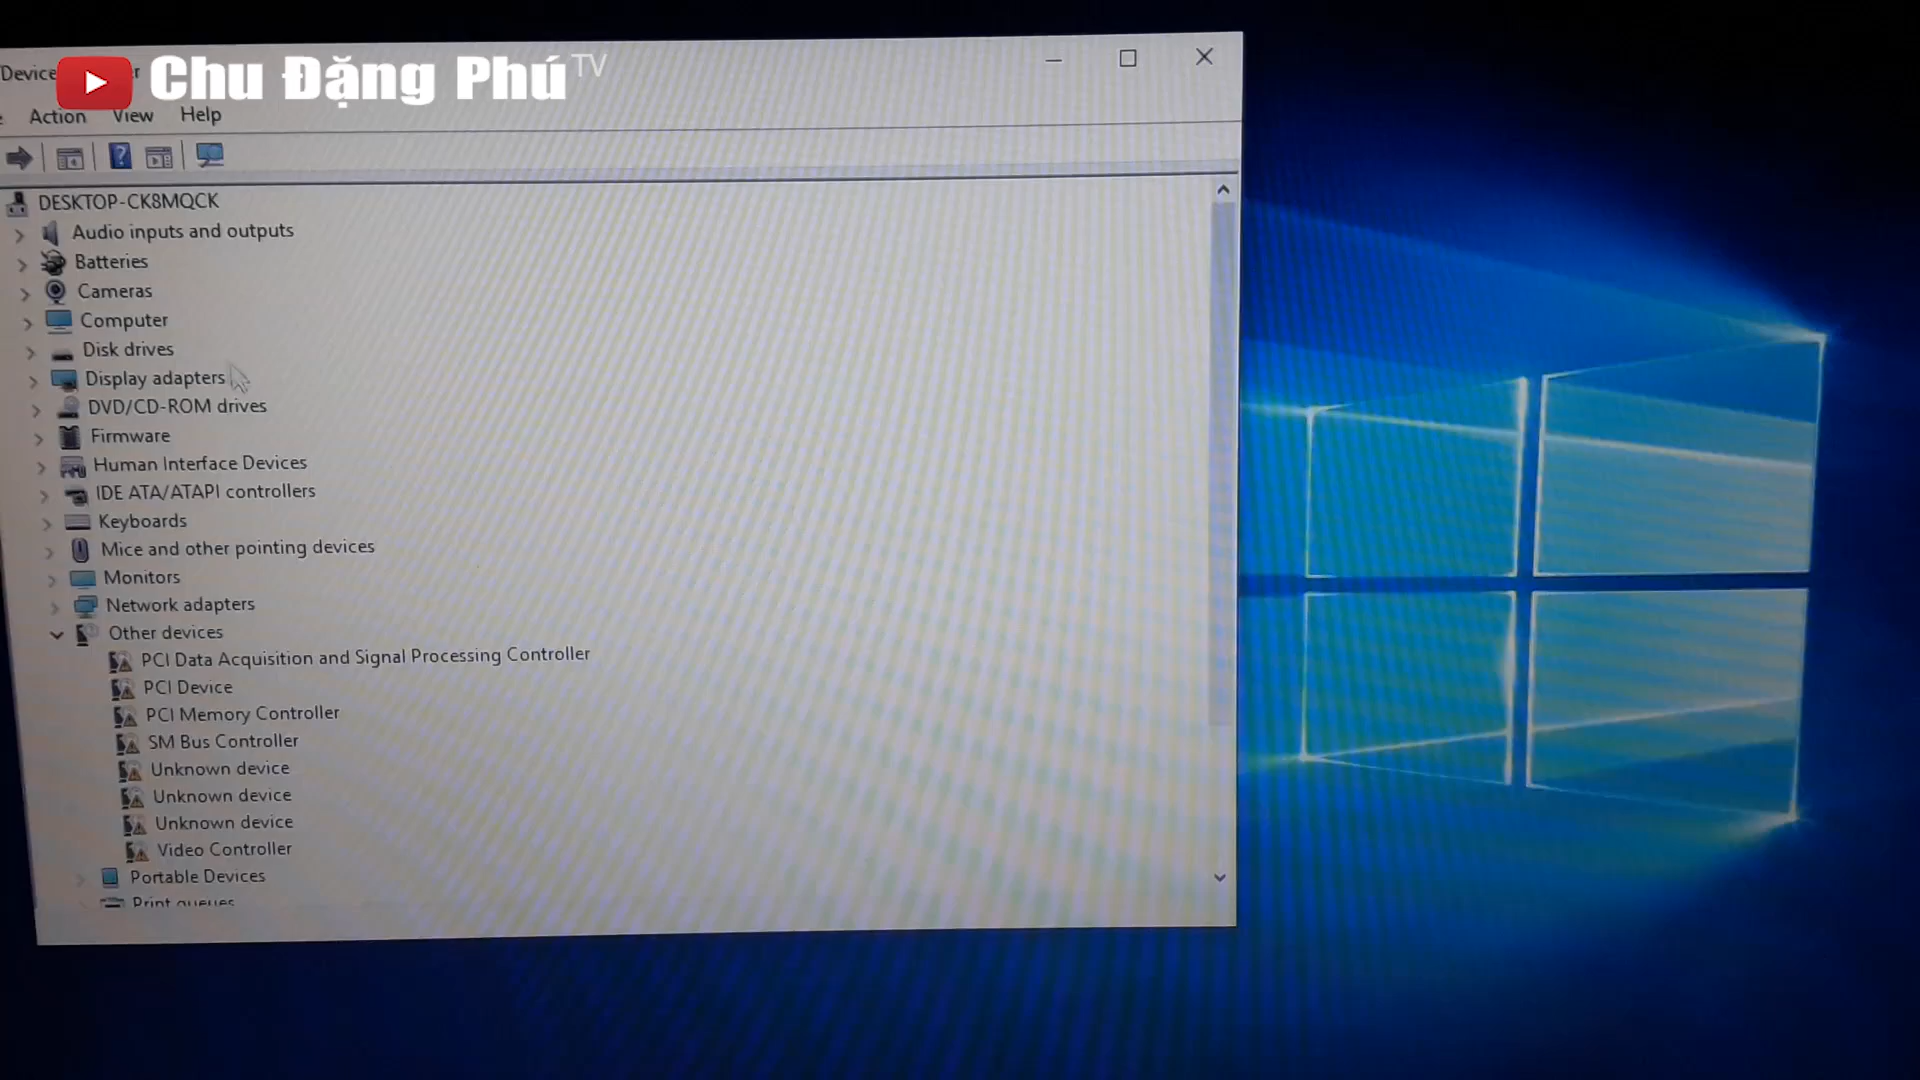 Chu Đặng Phú TV
Device
Action View Help
DESKTOP-CK8MQCK
Audio inputs and outputs
Batteries
Cameras
Computer
Disk drives
Display adapters
DVD/CD-ROM drives
Firmware
Human Interface Devices
IDE ATA/ATAPI controllers
Keyboards
Mice and other pointing devices
Monitors
Network adapters
Other devices
PCI Data Acquisition and Signal Processing Controller
PCI Device
PCI Memory Controller
SM Bus Controller
Unknown device
Unknown device
Unknown device
Video Controller
Portable Devices
Print queues